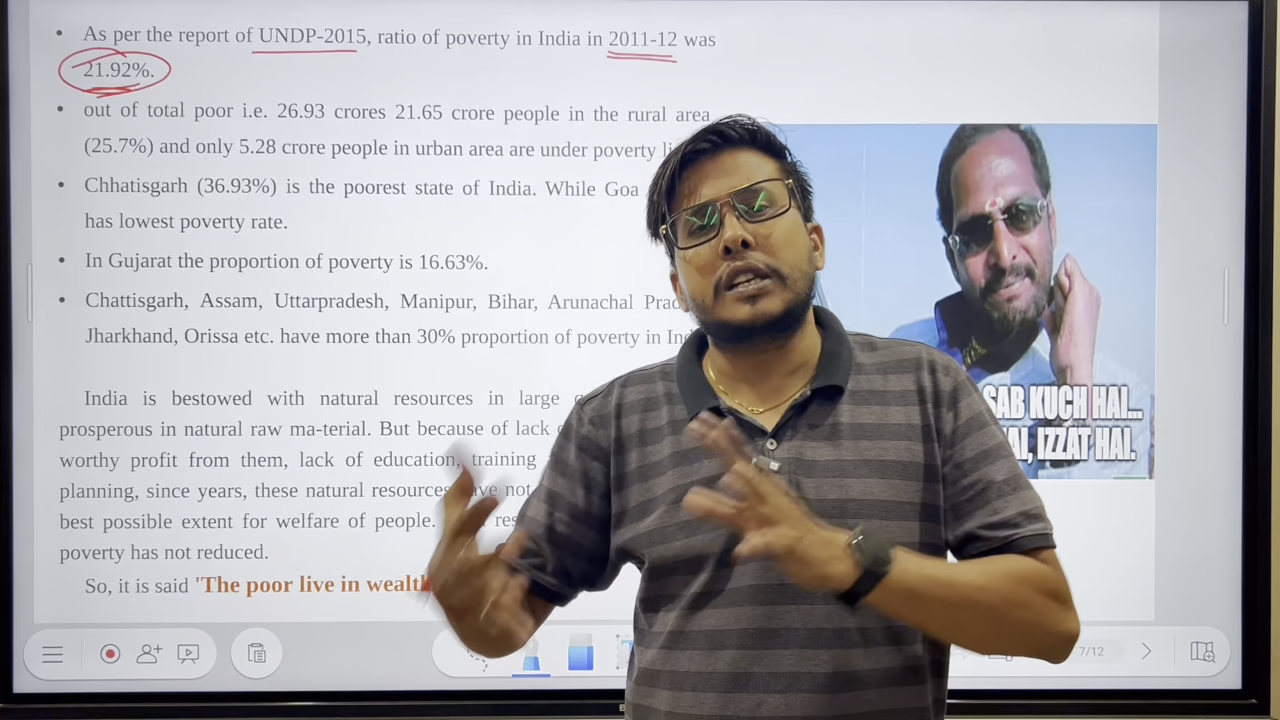 As per the report of UNDP-2015, ratio of poverty in India in 2011-12 was
21.92%.
out of total poor i.e. 26.93 crores 21.65 crore people in the rural area
(25.7%) and only 5.28 crore people in urban area are under poverty
Chhatisgarh (36.93%) is the poorest state of India. While Goa
has lowest poverty rate.
In Gujarat the proportion of poverty is 16.63%.
Chattisgarh, Assam, Uttarpradesh, Manipur, Bihar, Arunachal
Jharkhand, Orissa etc. have more than 30% proportion of poverty in
India is bestowed with natural resources in large
prosperous in natural raw ma-terial. But because of lack
worthy profit from them, lack of education, training
planning, since years, these natural resources not
best possible extent for welfare of people.
poverty has not reduced.
So, it is said 'The poor live in
SAB KUCH HAI...
IZZAT HAI.
7/12